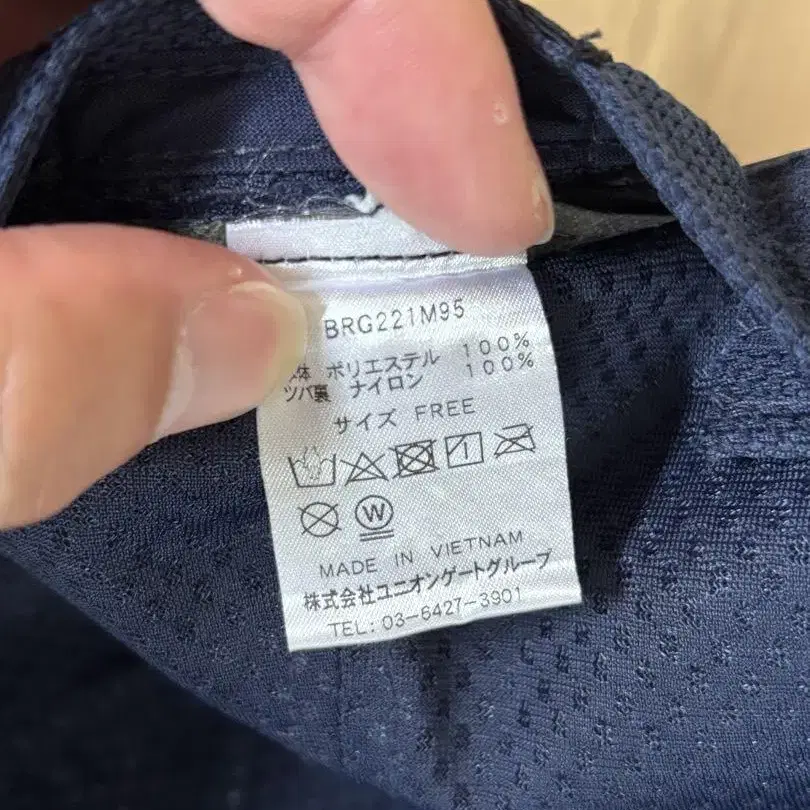 BRG221M95
体 ポリエステル 100%
ツバ裏 ナイロン 100%
サイズ FREE
W
MADE IN VIETNAM
株式会社ユニオンゲートグループ
TEL: 03-6427-3901